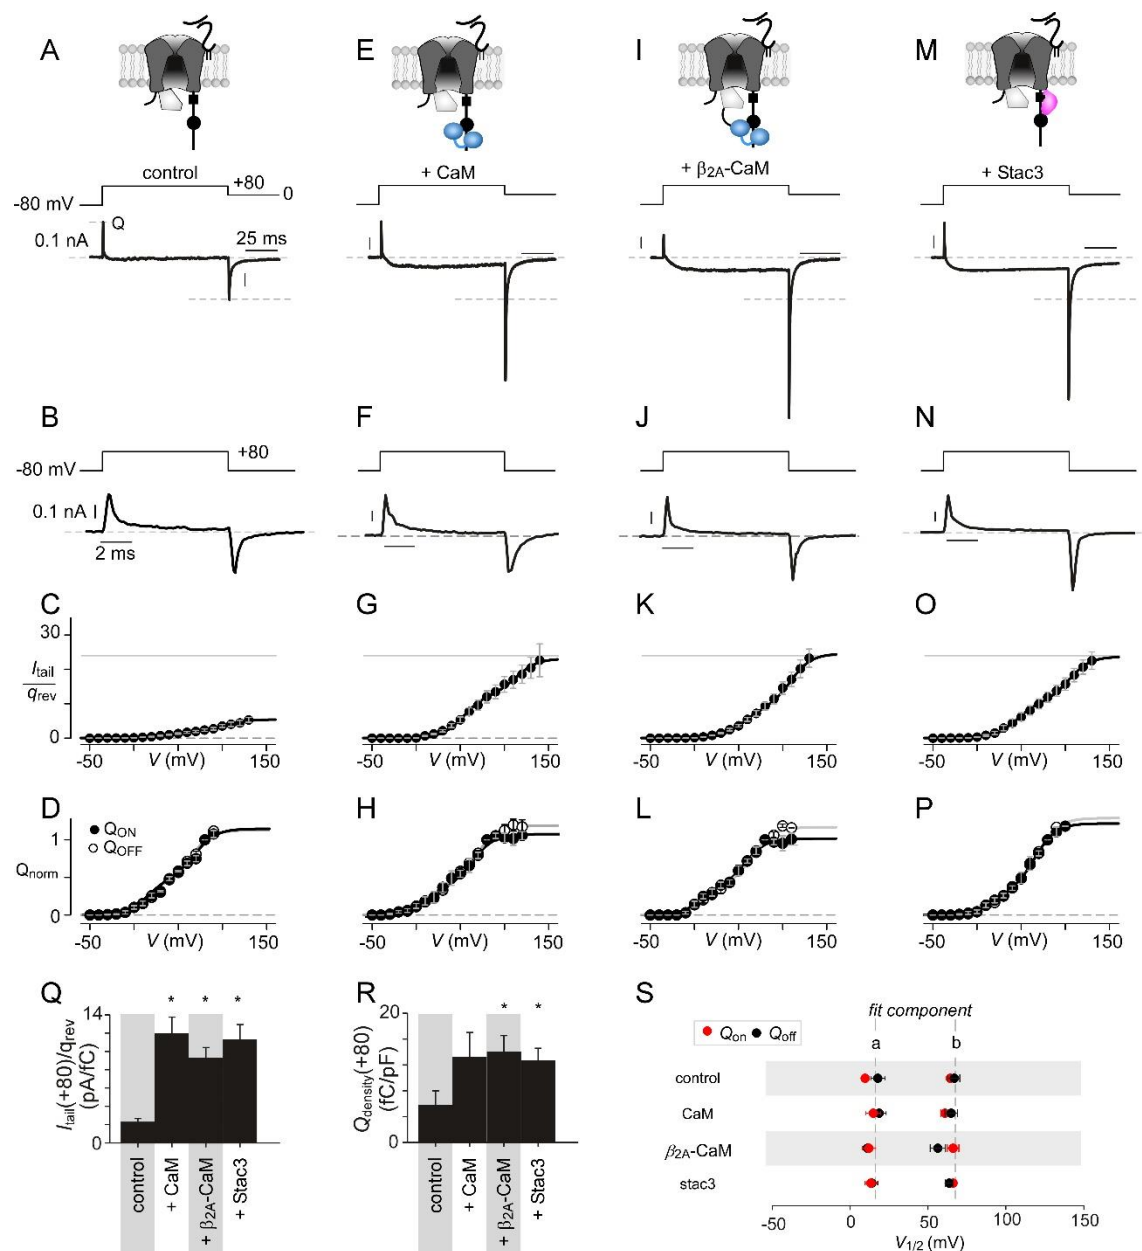 A
E
I
M
control
+ CaM
+ β2A-CaM
+ Stac3
-80 mV
+80
0
Q
0.1 nA
25 ms
B
F
J
N
-80 mV
+80
0.1 nA
2 ms
C
G
K
O
30
Itail
qrev
0
-50 V (mV) 150
-50 V (mV) 150
-50 V (mV) 150
-50 V (mV) 150
D
H
L
P
QON
QOFF
1
Qnorm
0
-50 V (mV) 150
-50 V (mV) 150
-50 V (mV) 150
-50 V (mV) 150
Q
14
Itail(+80)/qrev
(pA/fC)
0
* * *
control
+ CaM
+ β2A-CaM
+ Stac3
R
20
Qdensity(+80)
(fC/pF)
0
* *
control
+ CaM
+ β2A-CaM
+ Stac3
S
fit component
Qon Qoff
a b
control
CaM
β2A-CaM
stac3
-50 0 50 100 150
V1/2 (mV)